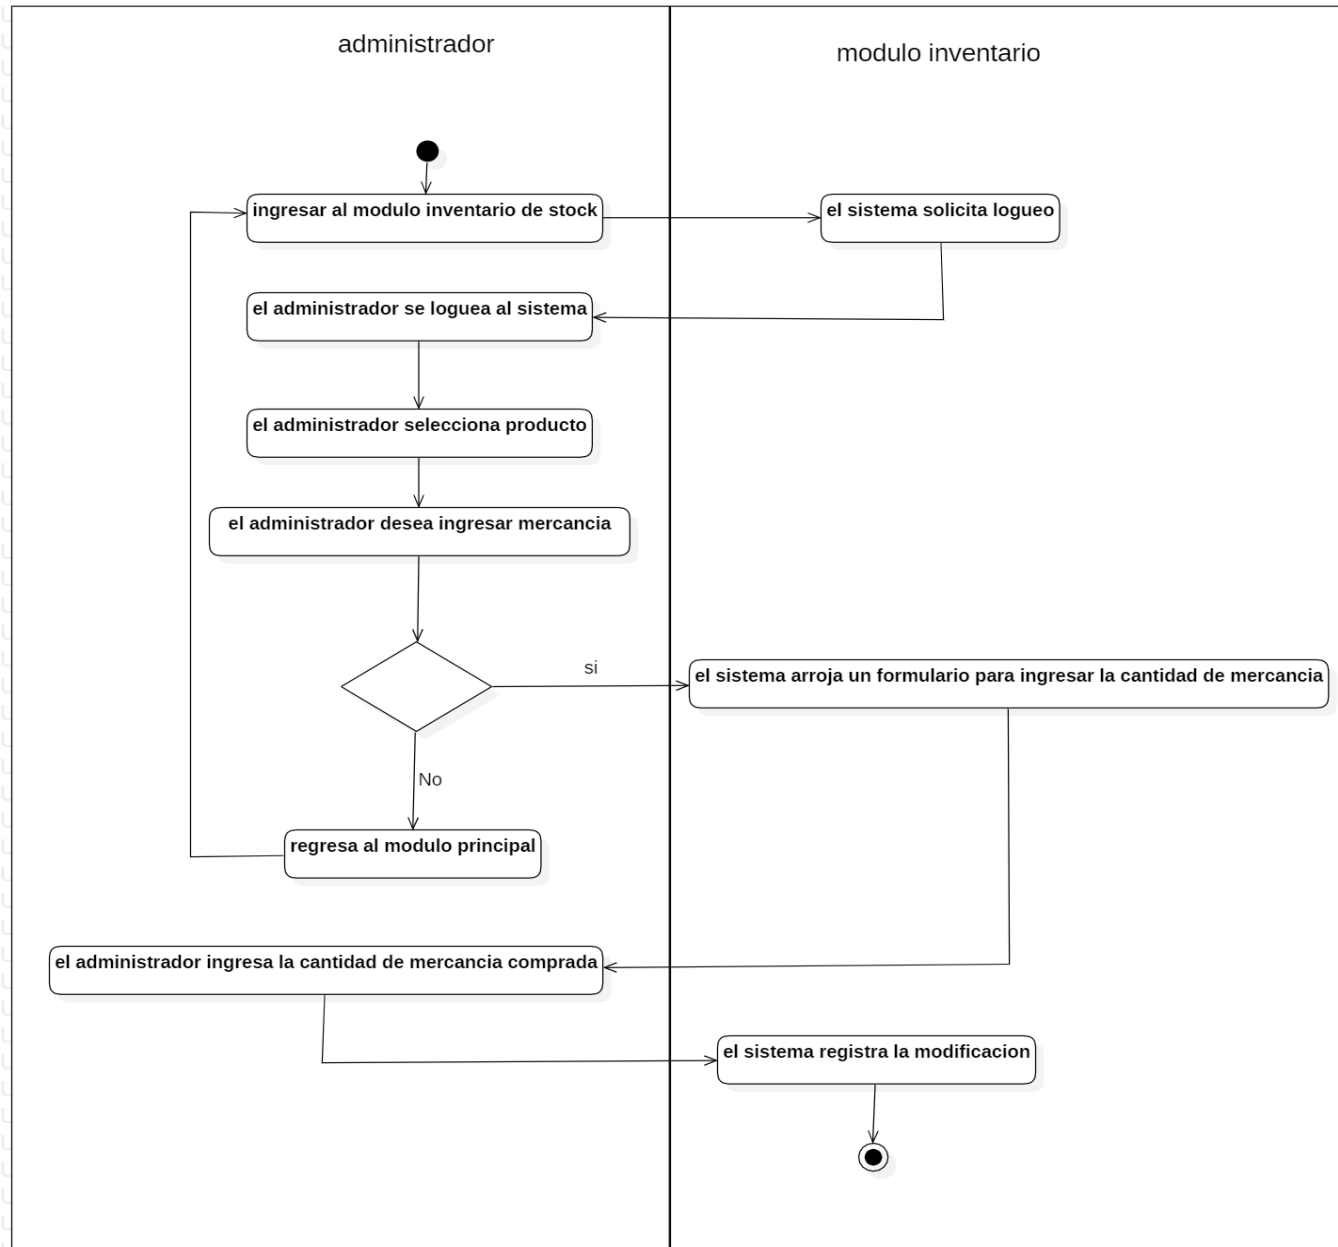 administrador
modulo inventario
ingresar al modulo inventario de stock
el sistema solicita logueo
el administrador se loguea al sistema
el administrador selecciona producto
el administrador desea ingresar mercancia
si
el sistema arroja un formulario para ingresar la cantidad de mercancia
No
regresa al modulo principal
el administrador ingresa la cantidad de mercancia comprada
el sistema registra la modificacion